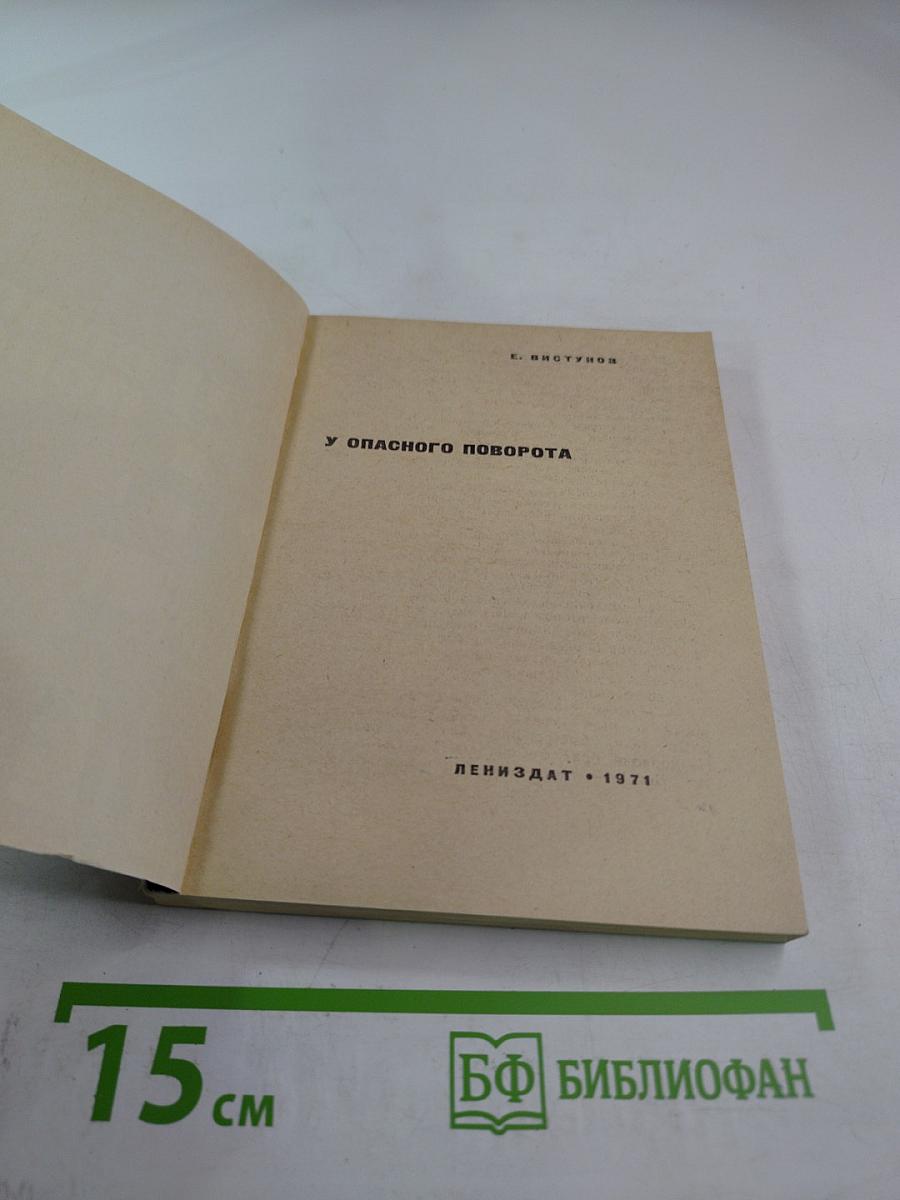 Е. ВИСТУНОВ
У ОПАСНОГО ПОВОРОТА
ЛЕНИЗДАТ • 1971
15 см
БФ БИБЛИОФАН